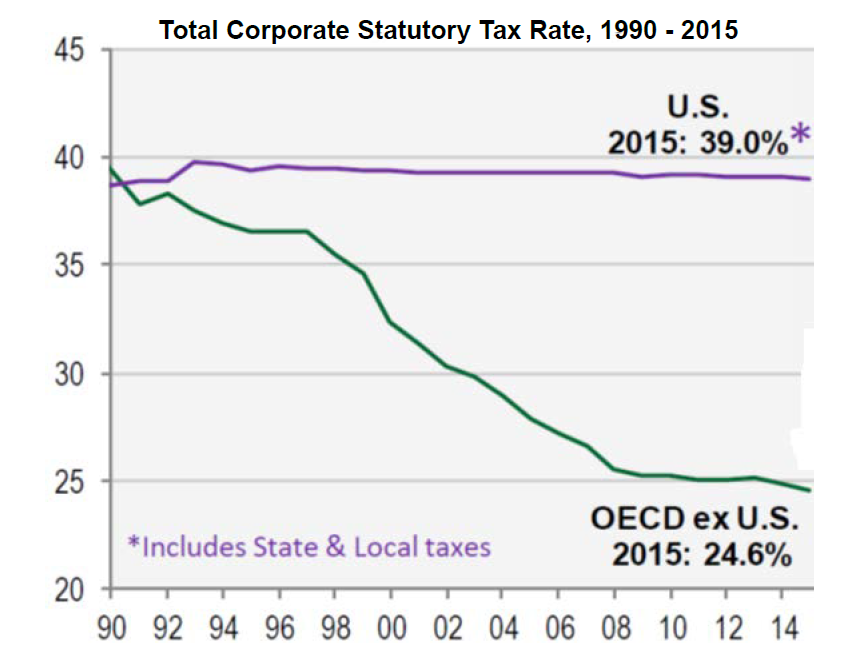 Total Corporate Statutory Tax Rate, 1990 - 2015
45
U.S.
2015: 39.0%*
40
35
30
25
OECD ex U.S.
2015: 24.6%
*Includes State & Local taxes
20
90 92 94 96 98 00 02 04 06 08 10 12 14